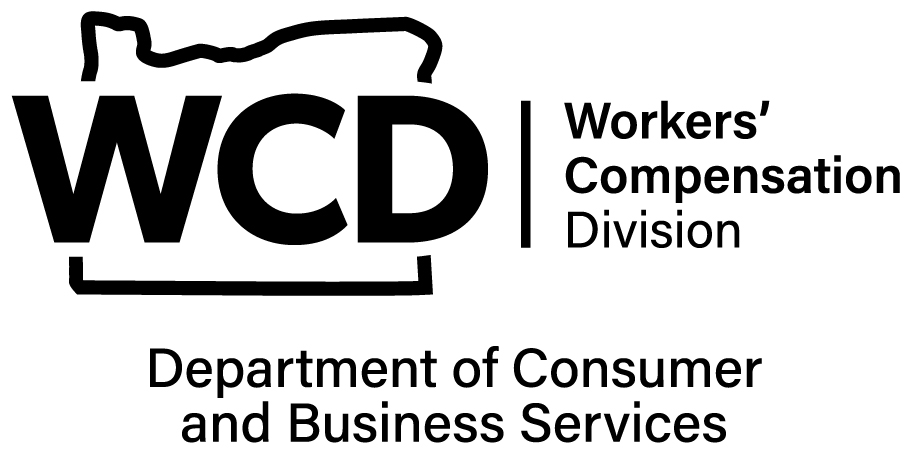 WCD
Workers’
Compensation
Division
Department of Consumer
and Business Services